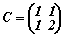 C = (1 1
1 2)